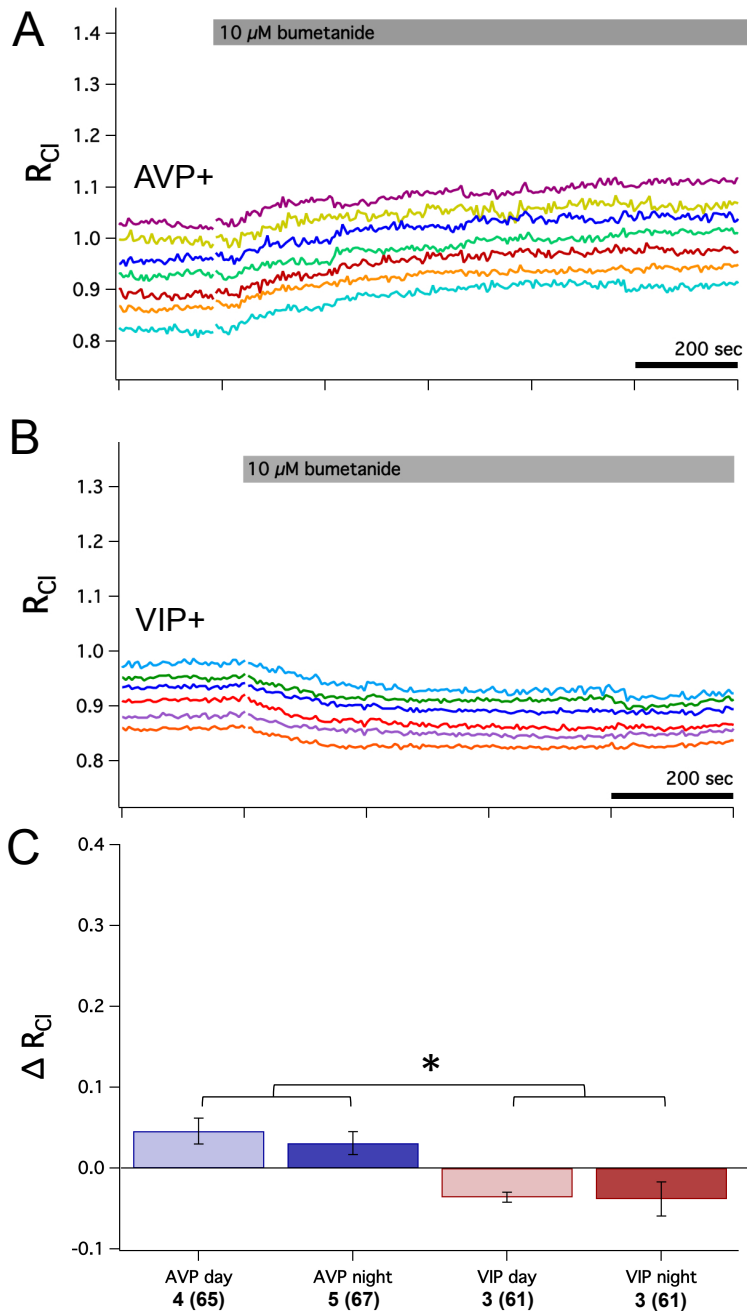 A
10 µM bumetanide
1.4
1.3
1.2
1.1
1.0
0.9
0.8
R_Cl
AVP+
200 sec
B
10 µM bumetanide
1.3
1.2
1.1
1.0
0.9
0.8
R_Cl
VIP+
200 sec
C
0.4
0.3
0.2
0.1
0.0
-0.1
Δ R_Cl
*
AVP day AVP night VIP day VIP night
4 (65) 5 (67) 3 (61) 3 (61)